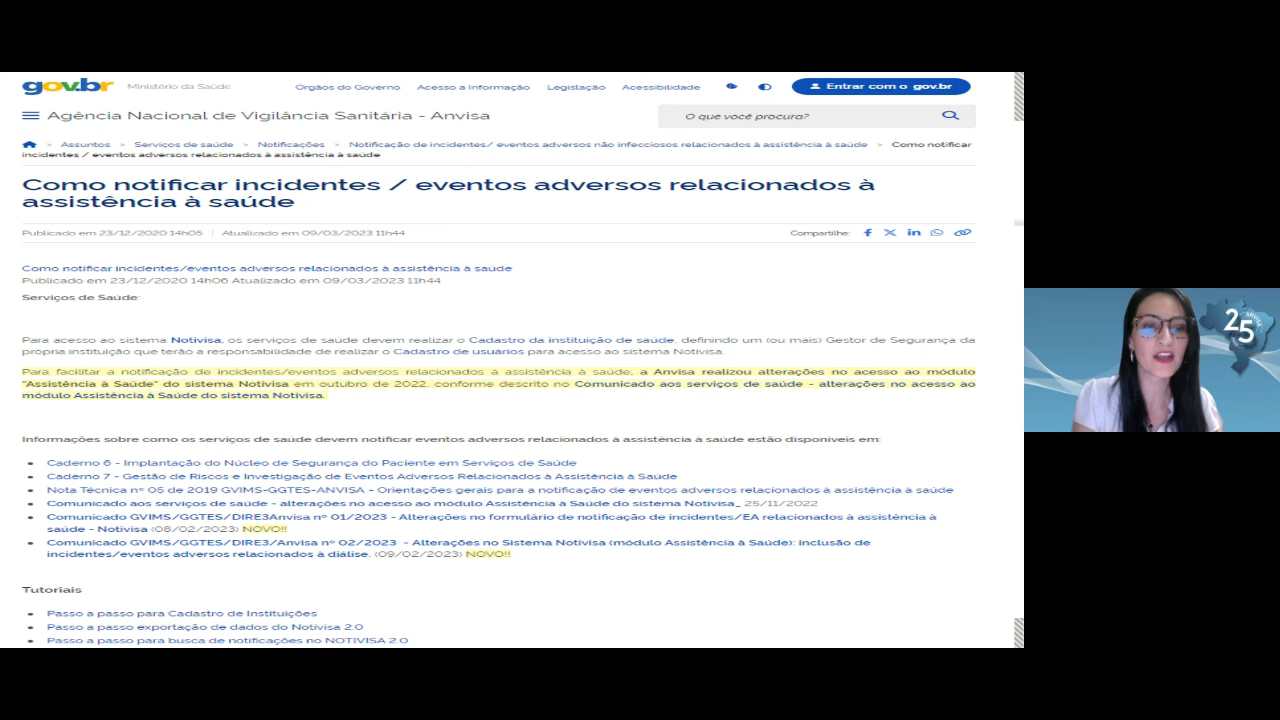 gov.br Ministério da Saúde Órgãos do Governo Acesso à Informação Legislação Acessibilidade Entrar com o gov.br
Agência Nacional de Vigilância Sanitária - Anvisa O que você procura?
> Assuntos > Serviços de saúde > Notificações > Notificação de incidentes/ eventos adversos não infecciosos relacionados à assistência à saúde > Como notificar
incidentes / eventos adversos relacionados à assistência à saúde
Como notificar incidentes / eventos adversos relacionados à
assistência à saúde
Publicado em 23/12/2020 14h05 Atualizado em 09/03/2023 11h44 Compartilhe:
Como notificar incidentes/eventos adversos relacionados à assistência à saúde
Publicado em 23/12/2020 14h06 Atualizado em 09/03/2023 11h44
Serviços de Saúde:
Para acesso ao sistema Notivisa, os serviços de saúde devem realizar o Cadastro da instituição de saúde, definindo um (ou mais) Gestor de Segurança da
própria instituição que terão a responsabilidade de realizar o Cadastro de usuários para acesso ao sistema Notivisa
Para facilitar a notificação de incidentes/eventos adversos relacionados à assistência à saúde, a Anvisa realizou alterações no acesso ao módulo
"Assistência à Saúde" do sistema Notivisa em outubro de 2022, conforme descrito no Comunicado aos serviços de saúde - alterações no acesso ao
módulo Assistência à Saúde do sistema Notivisa.
Informações sobre como os serviços de saúde devem notificar eventos adversos relacionados à assistência à saúde estão disponíveis em:
• Caderno 6 - Implantação do Núcleo de Segurança do Paciente em Serviços de Saúde
• Caderno 7 - Gestão de Riscos e Investigação de Eventos Adversos Relacionados à Assistência à Saúde
• Nota Técnica nº 05 de 2019 GVIMS-GGTES-ANVISA - Orientações gerais para a notificação de eventos adversos relacionados à assistência à saúde
• Comunicado aos serviços de saúde - alterações no acesso ao módulo Assistência à Saúde do sistema Notivisa_ 25/11/2022
• Comunicado GVIMS/GGTES/DIRE3Anvisa nº 01/2023 - Alterações no formulário de notificação de incidentes/EA relacionados à assistência à
saúde - Notivisa (08/02/2023) NOVO!!
• Comunicado GVIMS/GGTES/DIRE3/Anvisa nº 02/2023 - Alterações no Sistema Notivisa (módulo Assistência à Saúde): inclusão de
incidentes/eventos adversos relacionados à diálise. (09/02/2023) NOVO!!
Tutoriais
• Passo a passo para Cadastro de Instituições
• Passo a passo exportação de dados do Notivisa 2.0
• Passo a passo para busca de notificações no NOTIVISA 2.0
ANVISA
25